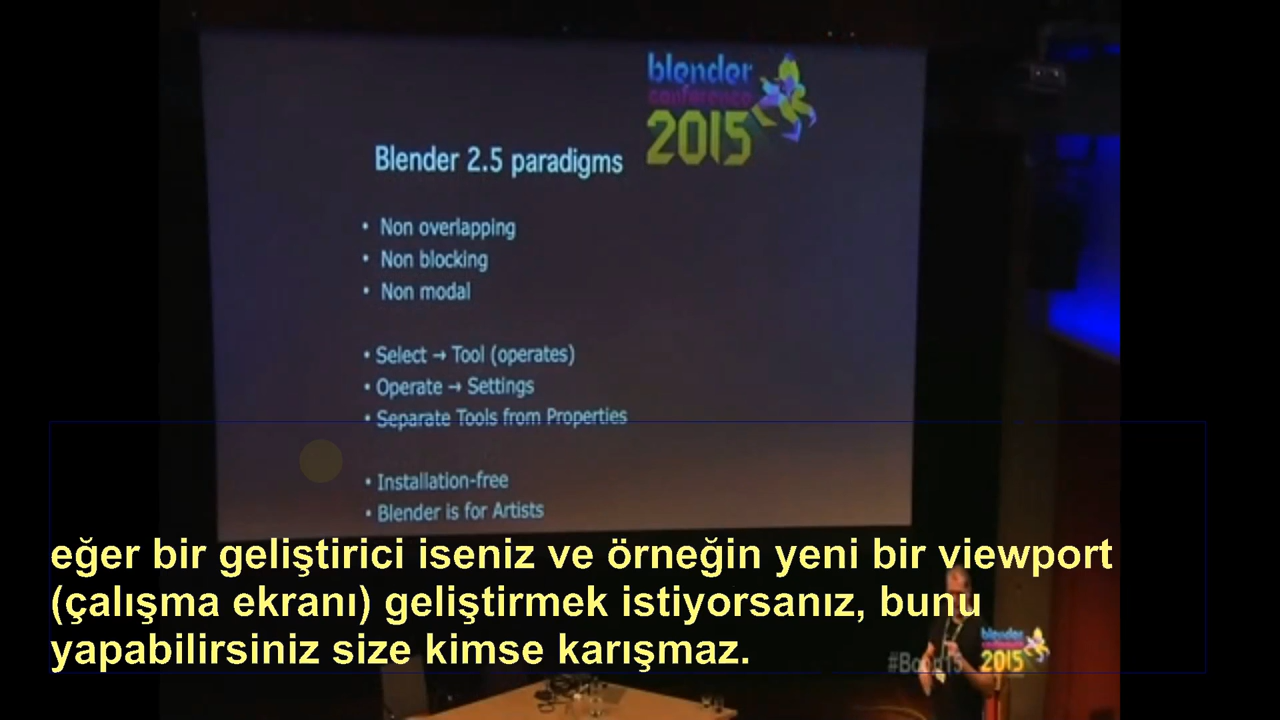 blender
conference
2015
Blender 2.5 paradigms
• Non overlapping
• Non blocking
• Non modal
• Select → Tool (operates)
• Operate → Settings
• Separate Tools from Properties
• Installation-free
• Blender is for Artists
eğer bir geliştirici iseniz ve örneğin yeni bir viewport
(çalışma ekranı) geliştirmek istiyorsanız, bunu
yapabilirsiniz size kimse karışmaz.
blender
2015